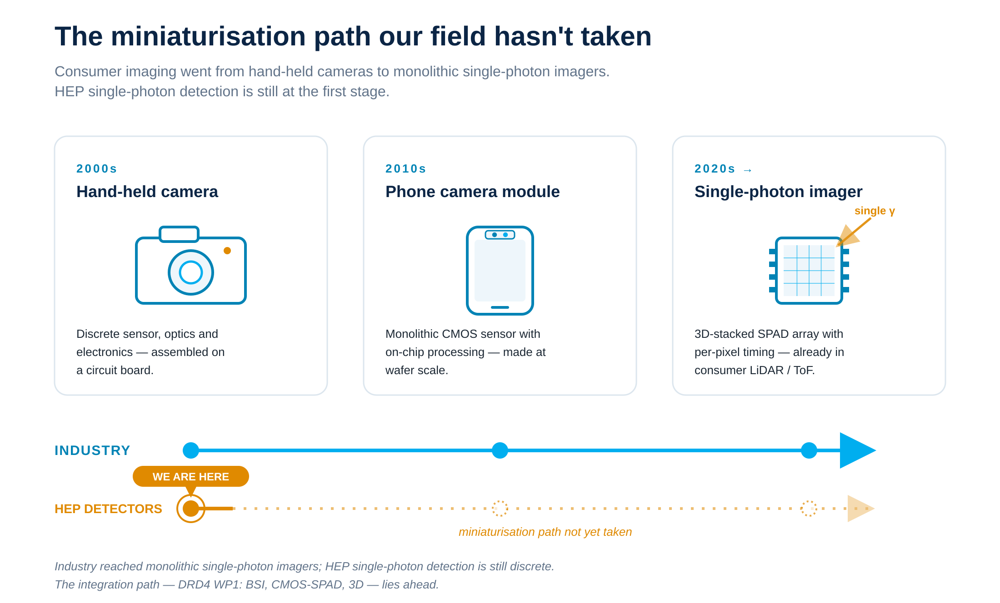 The miniaturisation path our field hasn't taken
Consumer imaging went from hand-held cameras to monolithic single-photon imagers.
HEP single-photon detection is still at the first stage.
2000s
Hand-held camera
Discrete sensor, optics and
electronics — assembled on
a circuit board.
2010s
Phone camera module
Monolithic CMOS sensor with
on-chip processing — made at
wafer scale.
2020s →
Single-photon imager
single γ
3D-stacked SPAD array with
per-pixel timing — already in
consumer LiDAR / ToF.
INDUSTRY
WE ARE HERE
HEP DETECTORS
miniaturisation path not yet taken
Industry reached monolithic single-photon imagers; HEP single-photon detection is still discrete.
The integration path — DRD4 WP1: BSI, CMOS-SPAD, 3D — lies ahead.